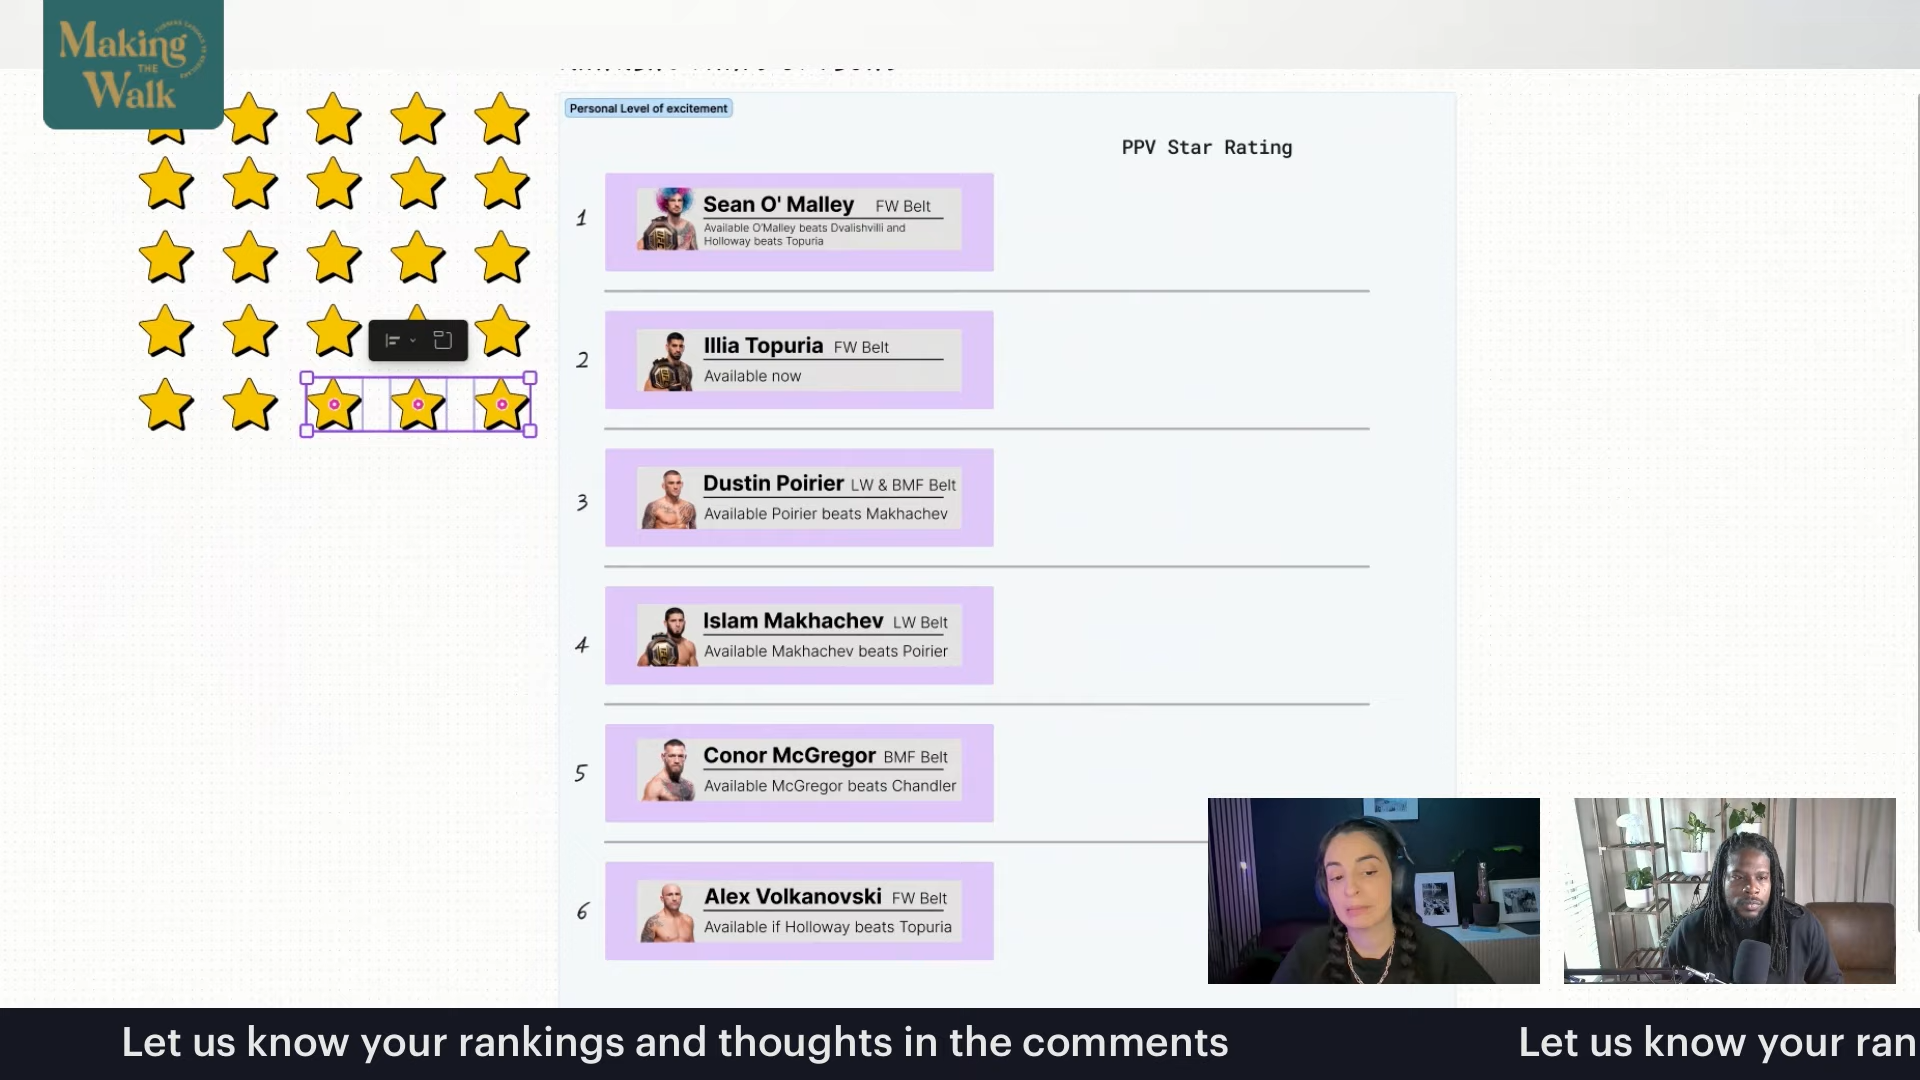 Making
THE
Walk
Personal Level of excitement
PPV Star Rating
1
Sean O' Malley FW Belt
Available O'Malley beats Dvalishvilli and
Holloway beats Topuria
2
Illia Topuria FW Belt
Available now
3
Dustin Poirier LW & BMF Belt
Available Poirier beats Makhachev
4
Islam Makhachev LW Belt
Available Makhachev beats Poirier
5
Conor McGregor BMF Belt
Available McGregor beats Chandler
6
Alex Volkanovski FW Belt
Available if Holloway beats Topuria
Let us know your rankings and thoughts in the comments
Let us know your ran